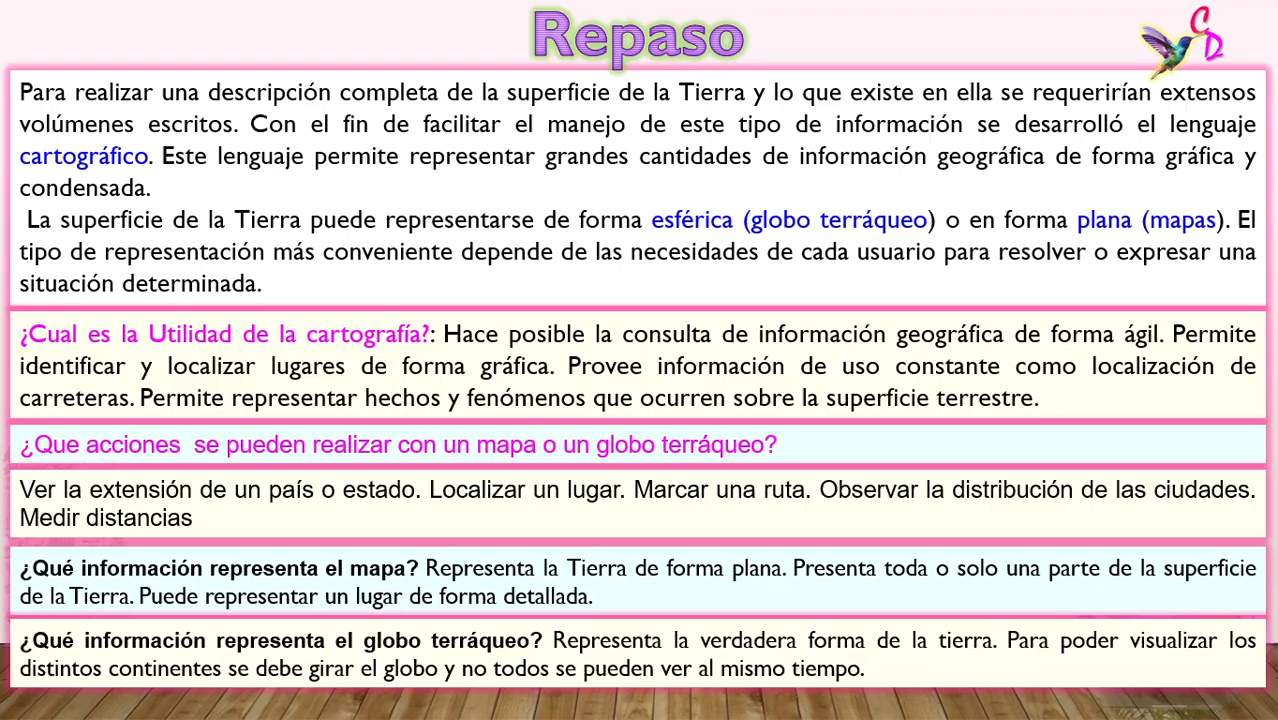 Repaso
CD
Para realizar una descripción completa de la superficie de la Tierra y lo que existe en ella se requerirían extensos
volúmenes escritos. Con el fin de facilitar el manejo de este tipo de información se desarrolló el lenguaje
cartográfico. Este lenguaje permite representar grandes cantidades de información geográfica de forma gráfica y
condensada.
La superficie de la Tierra puede representarse de forma esférica (globo terráqueo) o en forma plana (mapas). El
tipo de representación más conveniente depende de las necesidades de cada usuario para resolver o expresar una
situación determinada.
¿Cual es la Utilidad de la cartografía?: Hace posible la consulta de información geográfica de forma ágil. Permite
identificar y localizar lugares de forma gráfica. Provee información de uso constante como localización de
carreteras. Permite representar hechos y fenómenos que ocurren sobre la superficie terrestre.
¿Que acciones se pueden realizar con un mapa o un globo terráqueo?
Ver la extensión de un país o estado. Localizar un lugar. Marcar una ruta. Observar la distribución de las ciudades.
Medir distancias
¿Qué información representa el mapa? Representa la Tierra de forma plana. Presenta toda o solo una parte de la superficie
de la Tierra. Puede representar un lugar de forma detallada.
¿Qué información representa el globo terráqueo? Representa la verdadera forma de la tierra. Para poder visualizar los
distintos continentes se debe girar el globo y no todos se pueden ver al mismo tiempo.